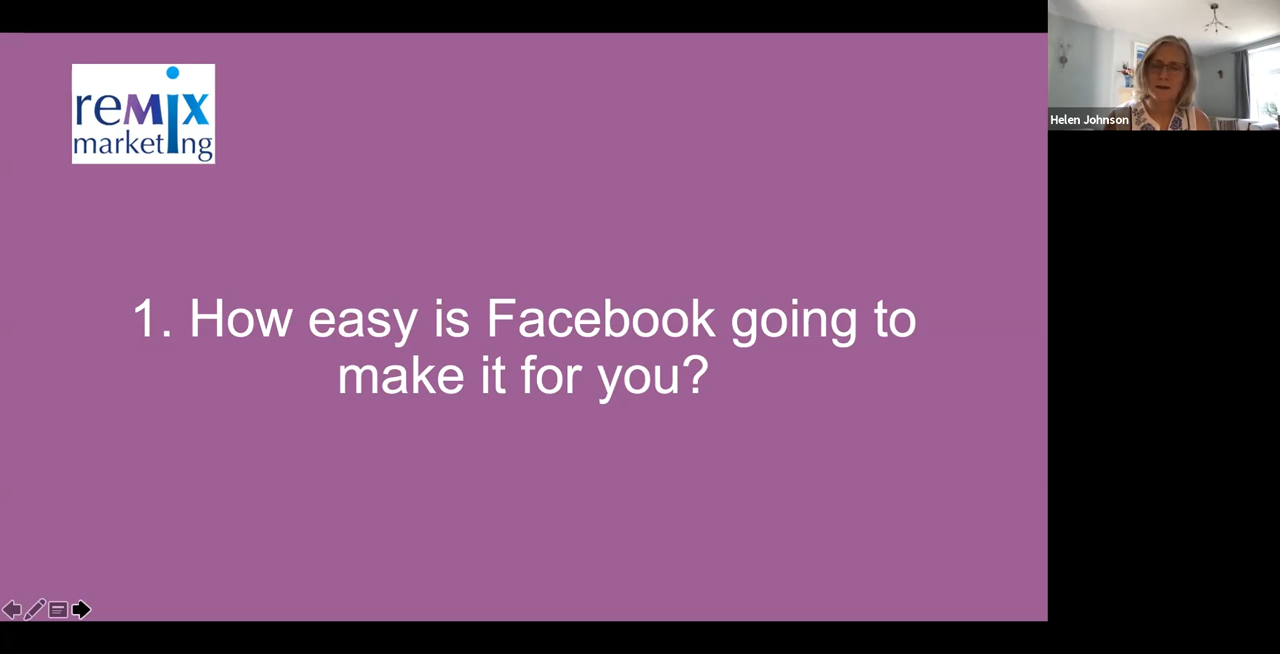 remix
marketing
1. How easy is Facebook going to
make it for you?
Helen Johnson